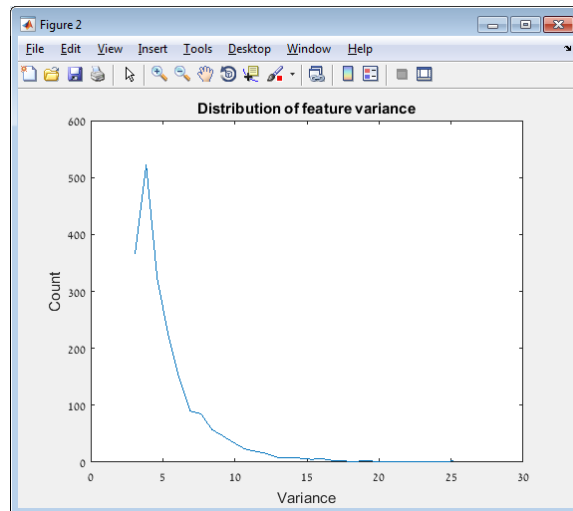 Figure 2
File Edit View Insert Tools Desktop Window Help
Distribution of feature variance
600
500
400
300
200
100
0
Count
0 5 10 15 20 25 30
Variance